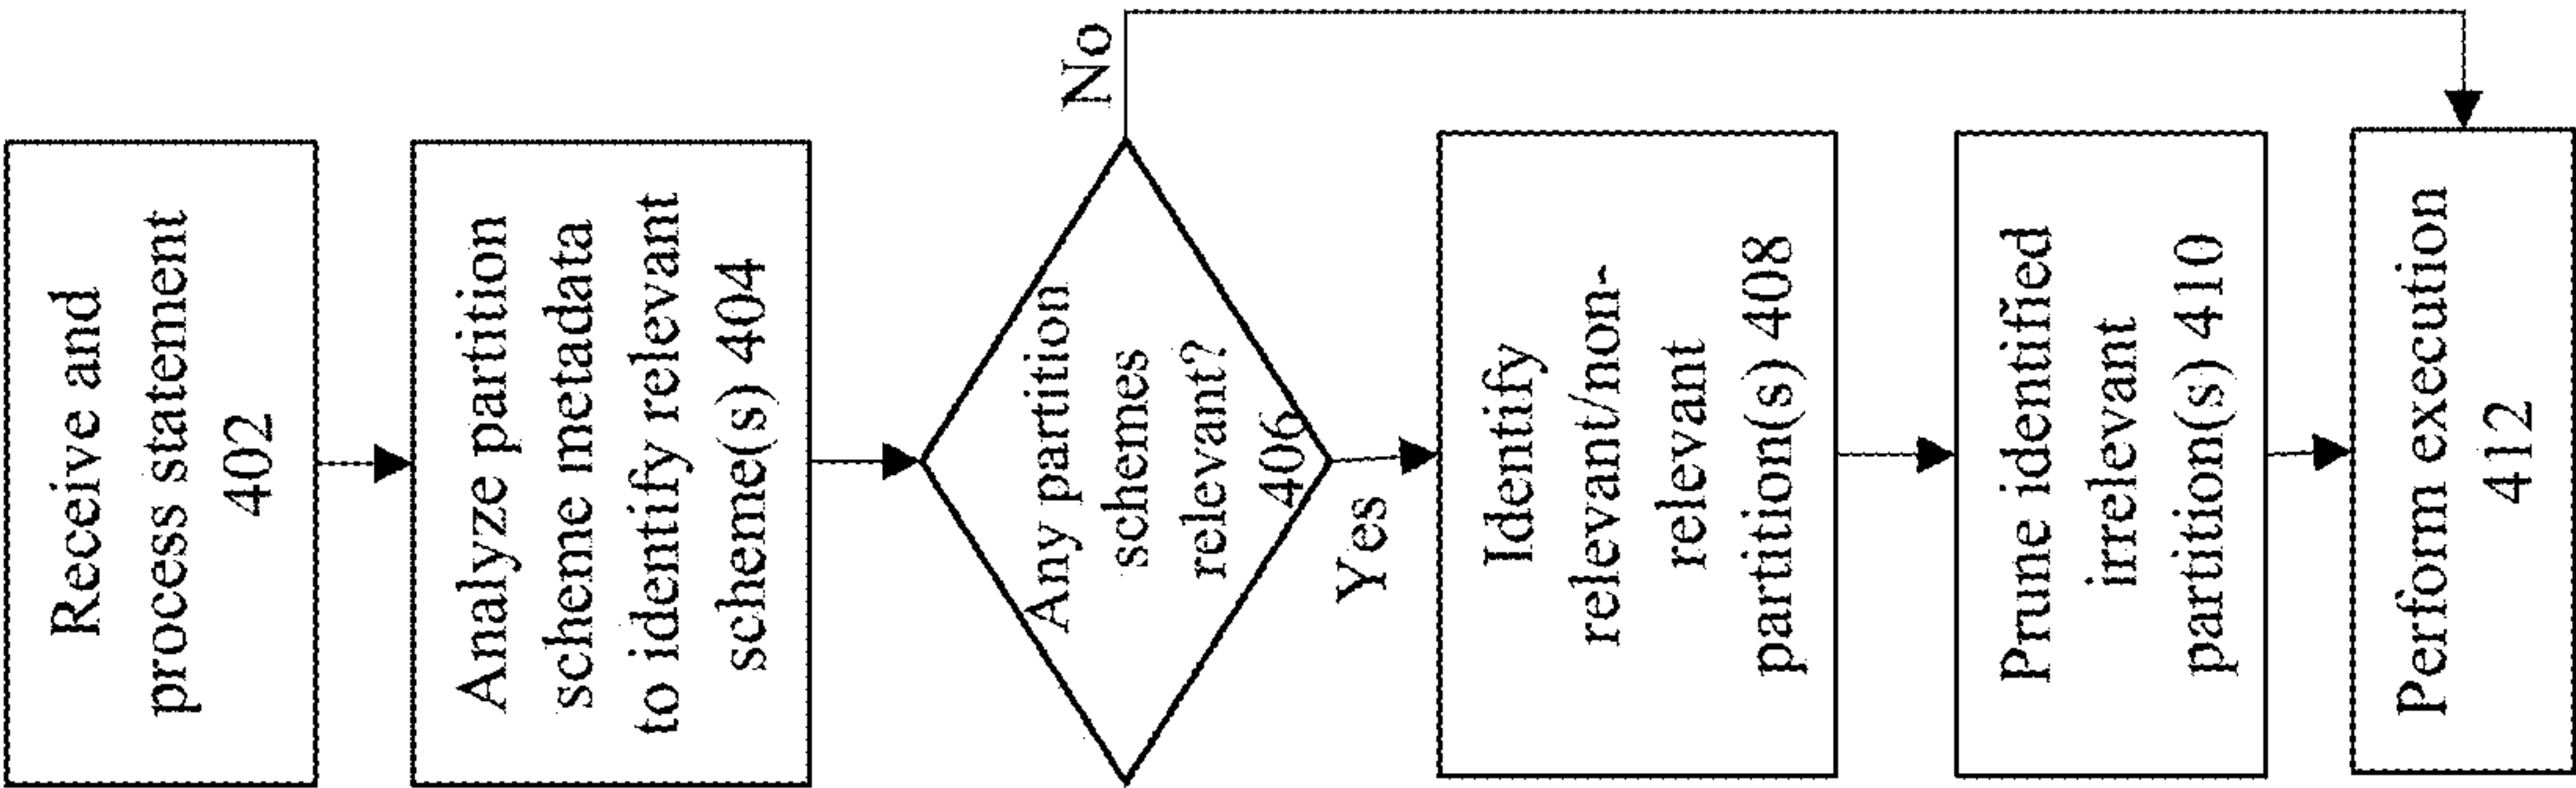 Receive and
process statement
402
Analyze partition
scheme metadata
to identify relevant
scheme(s) 404
Any partition
schemes
relevant?
406
No
Yes
Identify
relevant/non-
relevant
partition(s) 408
Prune identified
irrelevant
partition(s) 410
Perform execution
412